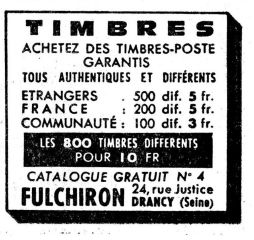 TIMBRES
ACHETEZ DES TIMBRES-POSTE
GARANTIS
TOUS AUTHENTIQUES ET DIFFÉRENTS
ETRANGERS . 500 dif. 5 fr.
FRANCE : 200 dif. 5 fr.
COMMUNAUTÉ : 100 dif. 3 fr.
LES 800 TIMBRES DIFFERENTS
POUR 10 FR
CATALOGUE GRATUIT N° 4
FULCHIRON 24, rue Justice
DRANCY (Seine)